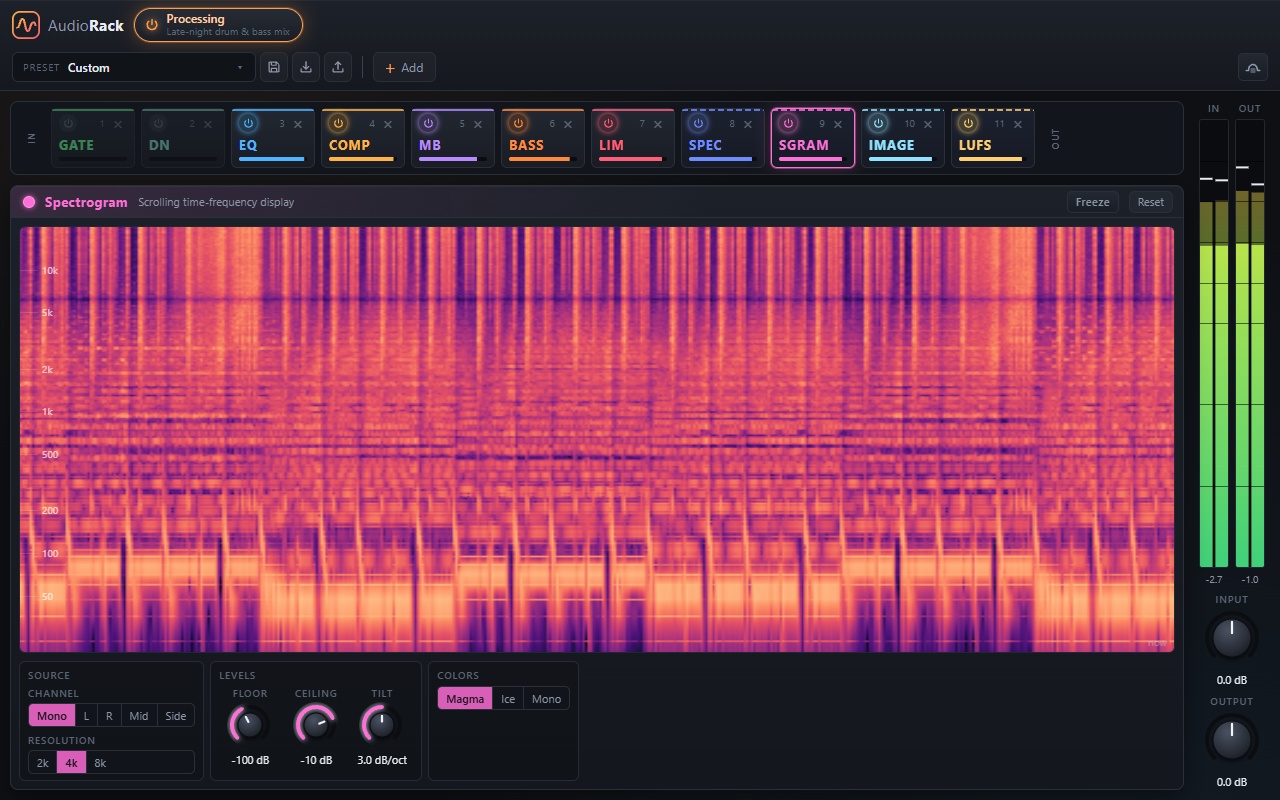 AudioRack
Processing
Late-night drum & bass mix
PRESET Custom
+ Add
IN
1
GATE
2
DN
3
EQ
4
COMP
5
MB
6
BASS
7
LIM
8
SPEC
9
SGRAM
10
IMAGE
11
LUFS
OUT
IN OUT
Spectrogram Scrolling time-frequency display
Freeze Reset
10k
5k
2k
1k
500
200
100
50
now
-2.7 -1.0
INPUT
0.0 dB
OUTPUT
0.0 dB
SOURCE
CHANNEL
Mono L R Mid Side
RESOLUTION
2k 4k 8k
LEVELS
FLOOR CEILING TILT
-100 dB -10 dB 3.0 dB/oct
COLORS
Magma Ice Mono